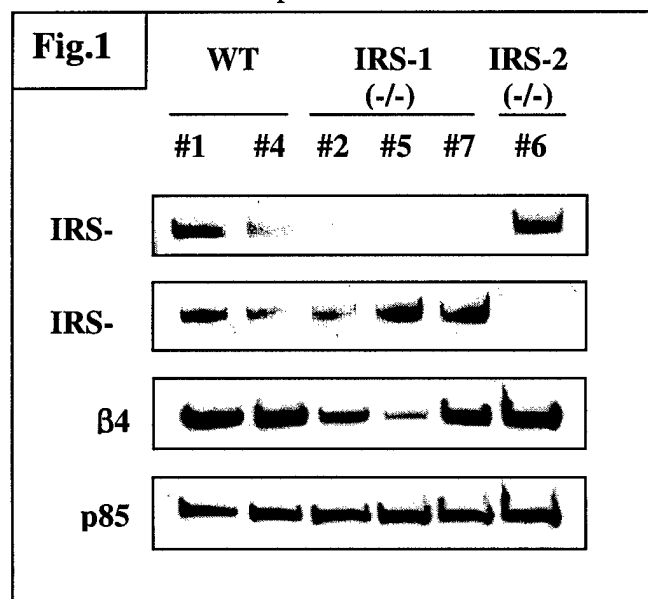 Fig.1
WT IRS-1 IRS-2
(-/-) (-/-)
#1 #4 #2 #5 #7 #6
IRS-
IRS-
β4
p85